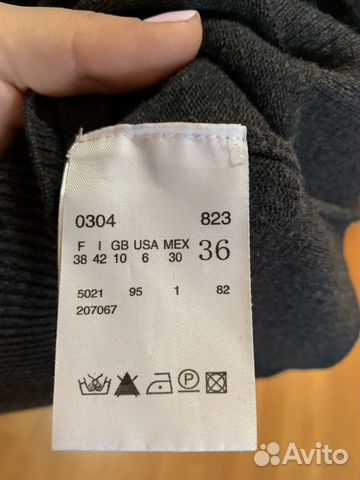 0304 823
F I GB USA MEX 36
38 42 10 6 30
5021 95 1 82
207067
P
Avito